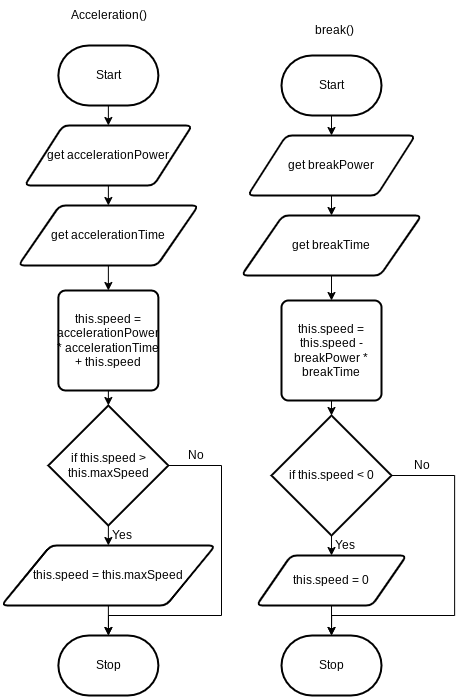 Acceleration()
Start
get accelerationPower
get accelerationTime
this.speed =
accelerationPower
* accelerationTime
+ this.speed
if this.speed >
this.maxSpeed
No
Yes
this.speed = this.maxSpeed
Stop
break()
Start
get breakPower
get breakTime
this.speed =
this.speed -
breakPower *
breakTime
if this.speed < 0
No
Yes
this.speed = 0
Stop